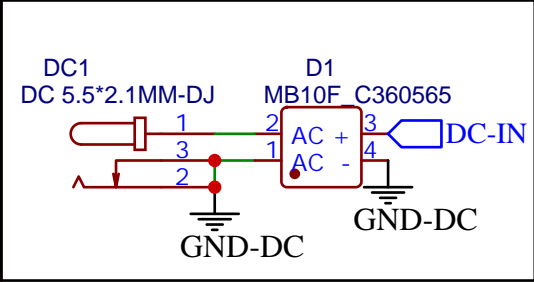 DC1
DC 5.5*2.1MM-DJ
D1
MB10F_C360565
1
3
2
2
1
AC +
AC -
3
4
DC-IN
GND-DC
GND-DC